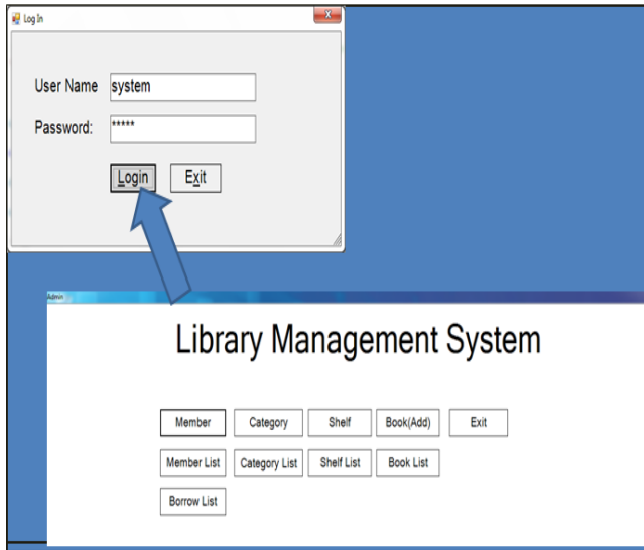 Log In
User Name system
Password: *****
Login Exit
Admin
Library Management System
Member Category Shelf Book(Add) Exit
Member List Category List Shelf List Book List
Borrow List